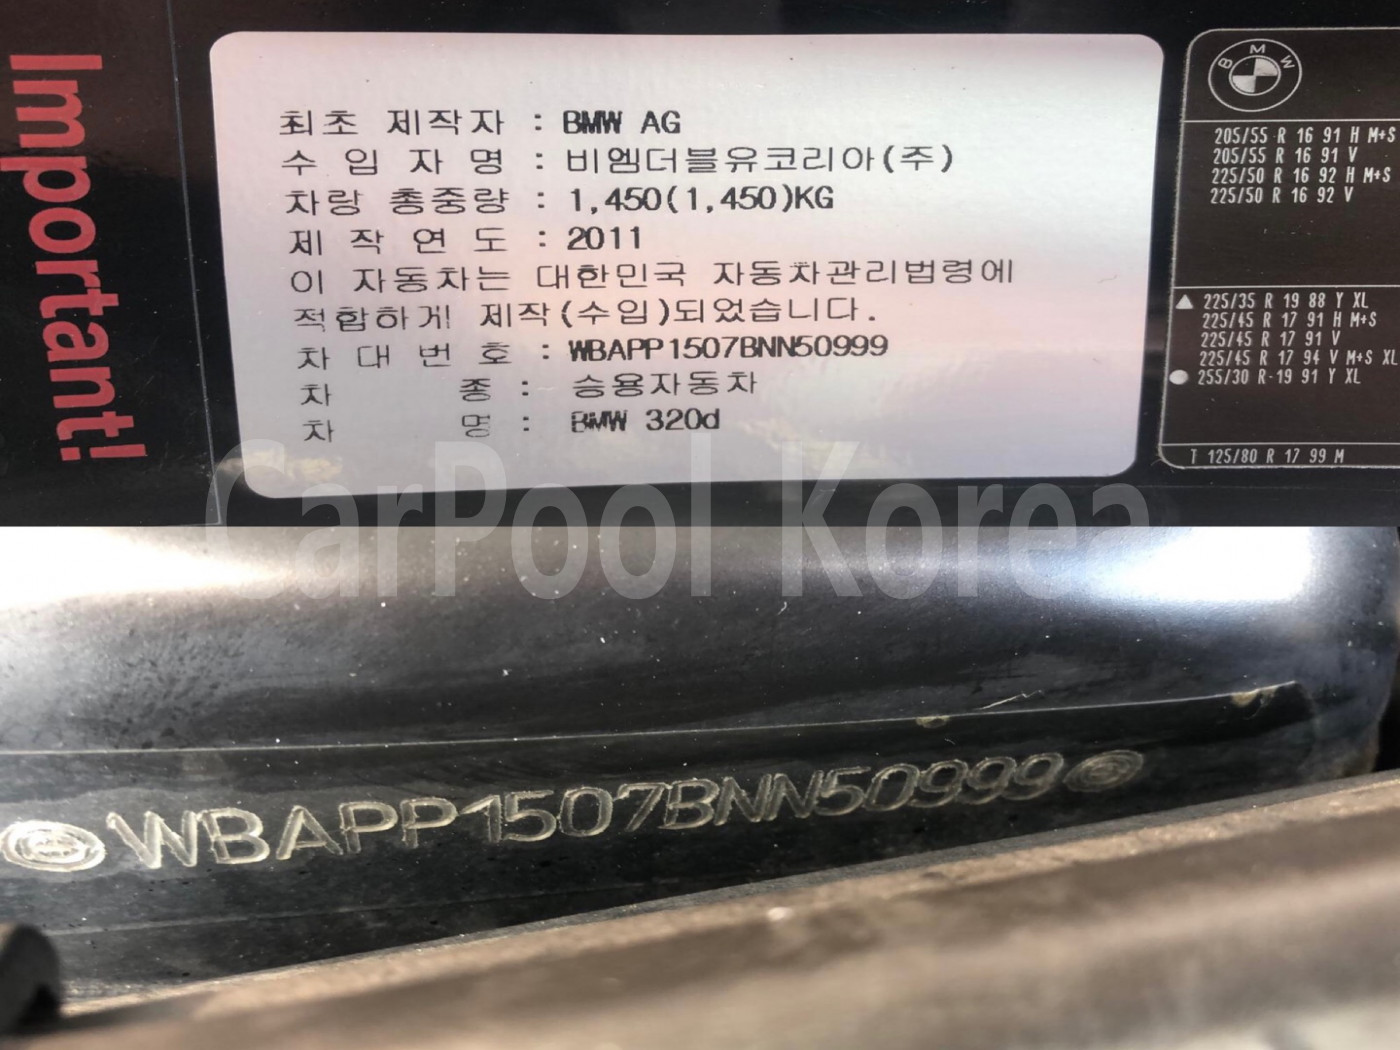 Important!
최초 제작자 : BMW AG
수 입 자 명 : 비엠더블유코리아(주)
차량 총중량 : 1,450(1,450)KG
제 작 연 도 : 2011
이 자동차는 대한민국 자동차관리법령에
적합하게 제작(수입)되었습니다.
차 대 번 호 : WBAPP1507BNN50999
차 종 : 승용자동차
차 명 : BMW 320d
BMW
205/55 R 16 91 H M+S
205/55 R 16 91 V
225/50 R 16 92 H M+S
225/50 R 16 92 V
225/35 R 19 88 Y XL
225/45 R 17 91 H M+S
225/45 R 17 91 V
225/45 R 17 94 V M+S XL
255/30 R-19 91 Y XL
T 125/80 R 17 99 M
CarPool Korea
WBAPP1507BNN50999